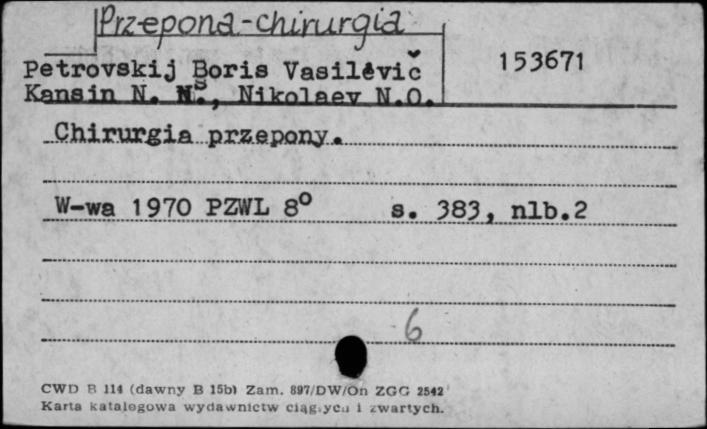 Przepona-chirurgia
Petrovskij Boris Vasilevič
153671
Kansin N. , Nikolaev N.O.
Chirurgia przepony.
W-wa 1970 PZWL 8° s. 383, nlb.2
6
CWD B 114 (dawny B 15b) Zam. 897/DW/On ZGG 2542
Karta katalogowa wydawnictw ciągłych i zwartych.